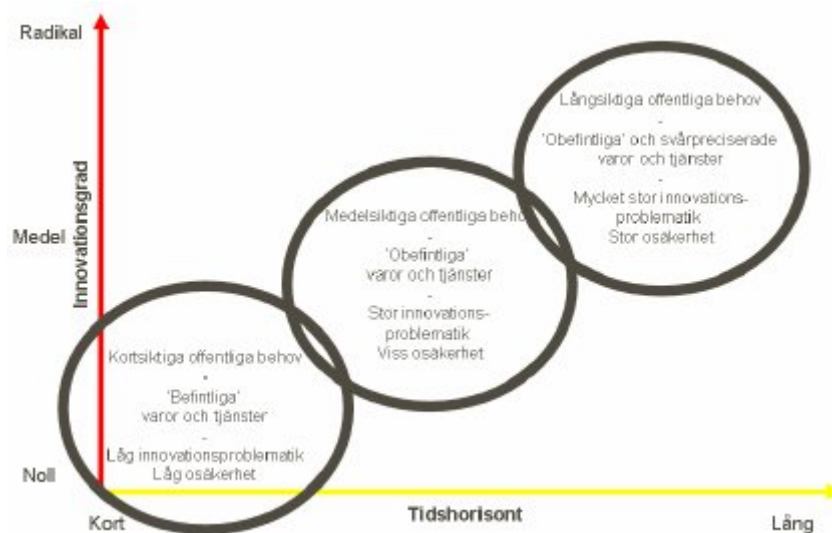 Radikal
Innovationsgrad
Medel
Noll
Långsiktiga offentliga behov
-
'Obefintliga' och svårpreciserade
varor och tjänster
-
Mycket stor innovations-
problematik
Stor osäkerhet
Medelsiktiga offentliga behov
-
'Obefintliga'
varor och tjänster
-
Stor innovations-
problematik
Viss osäkerhet
Kortsiktiga offentliga behov
-
'Befintliga'
varor och tjänster
-
Låg innovationsproblematik
Låg osäkerhet
Kort
Tidshorisont
Lång